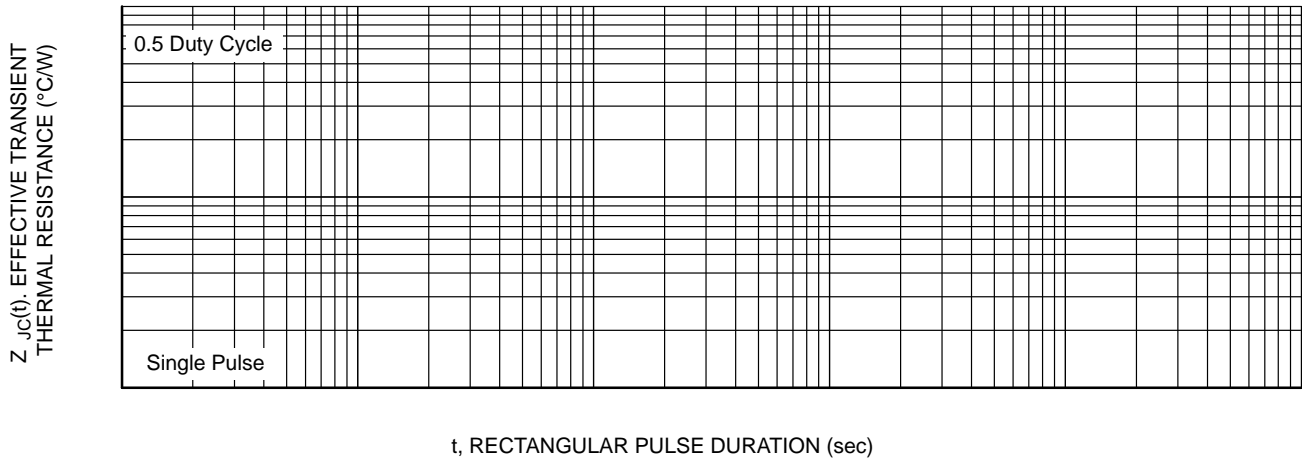 Z JC(t). EFFECTIVE TRANSIENT
THERMAL RESISTANCE (°C/W)
0.5 Duty Cycle
Single Pulse
t, RECTANGULAR PULSE DURATION (sec)